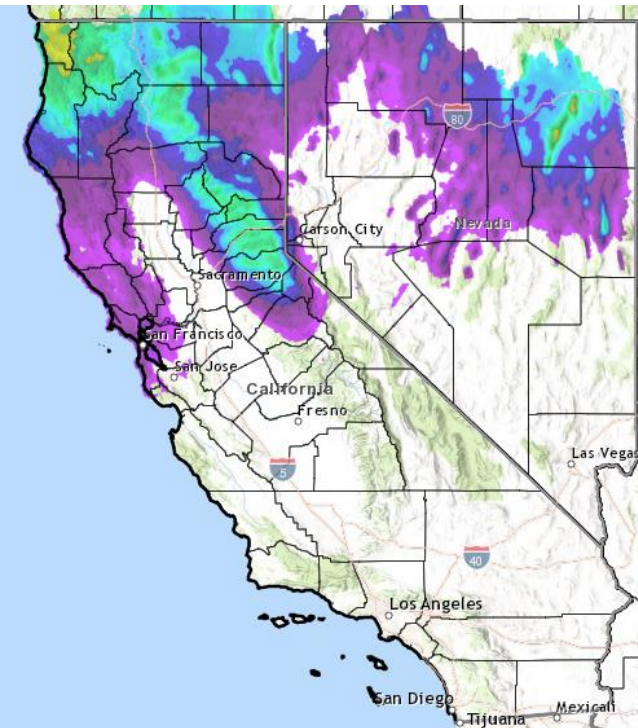 80
Nevada
Carson City
Sacramento
San Francisco
San Jose
California
Fresno
Las Vegas
5
40
Los Angeles
San Diego
Tijuana
Mexicali